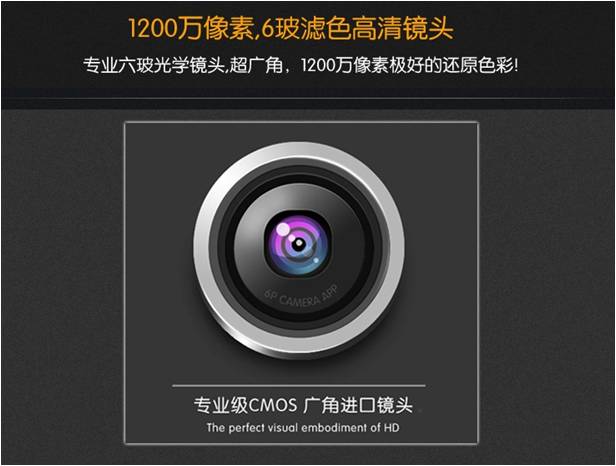 1200万像素,6玻滤色高清镜头
专业六玻光学镜头,超广角，1200万像素极好的还原色彩!
6P CAMERA APP
专业级CMOS 广角进口镜头
The perfect visual embodiment of HD